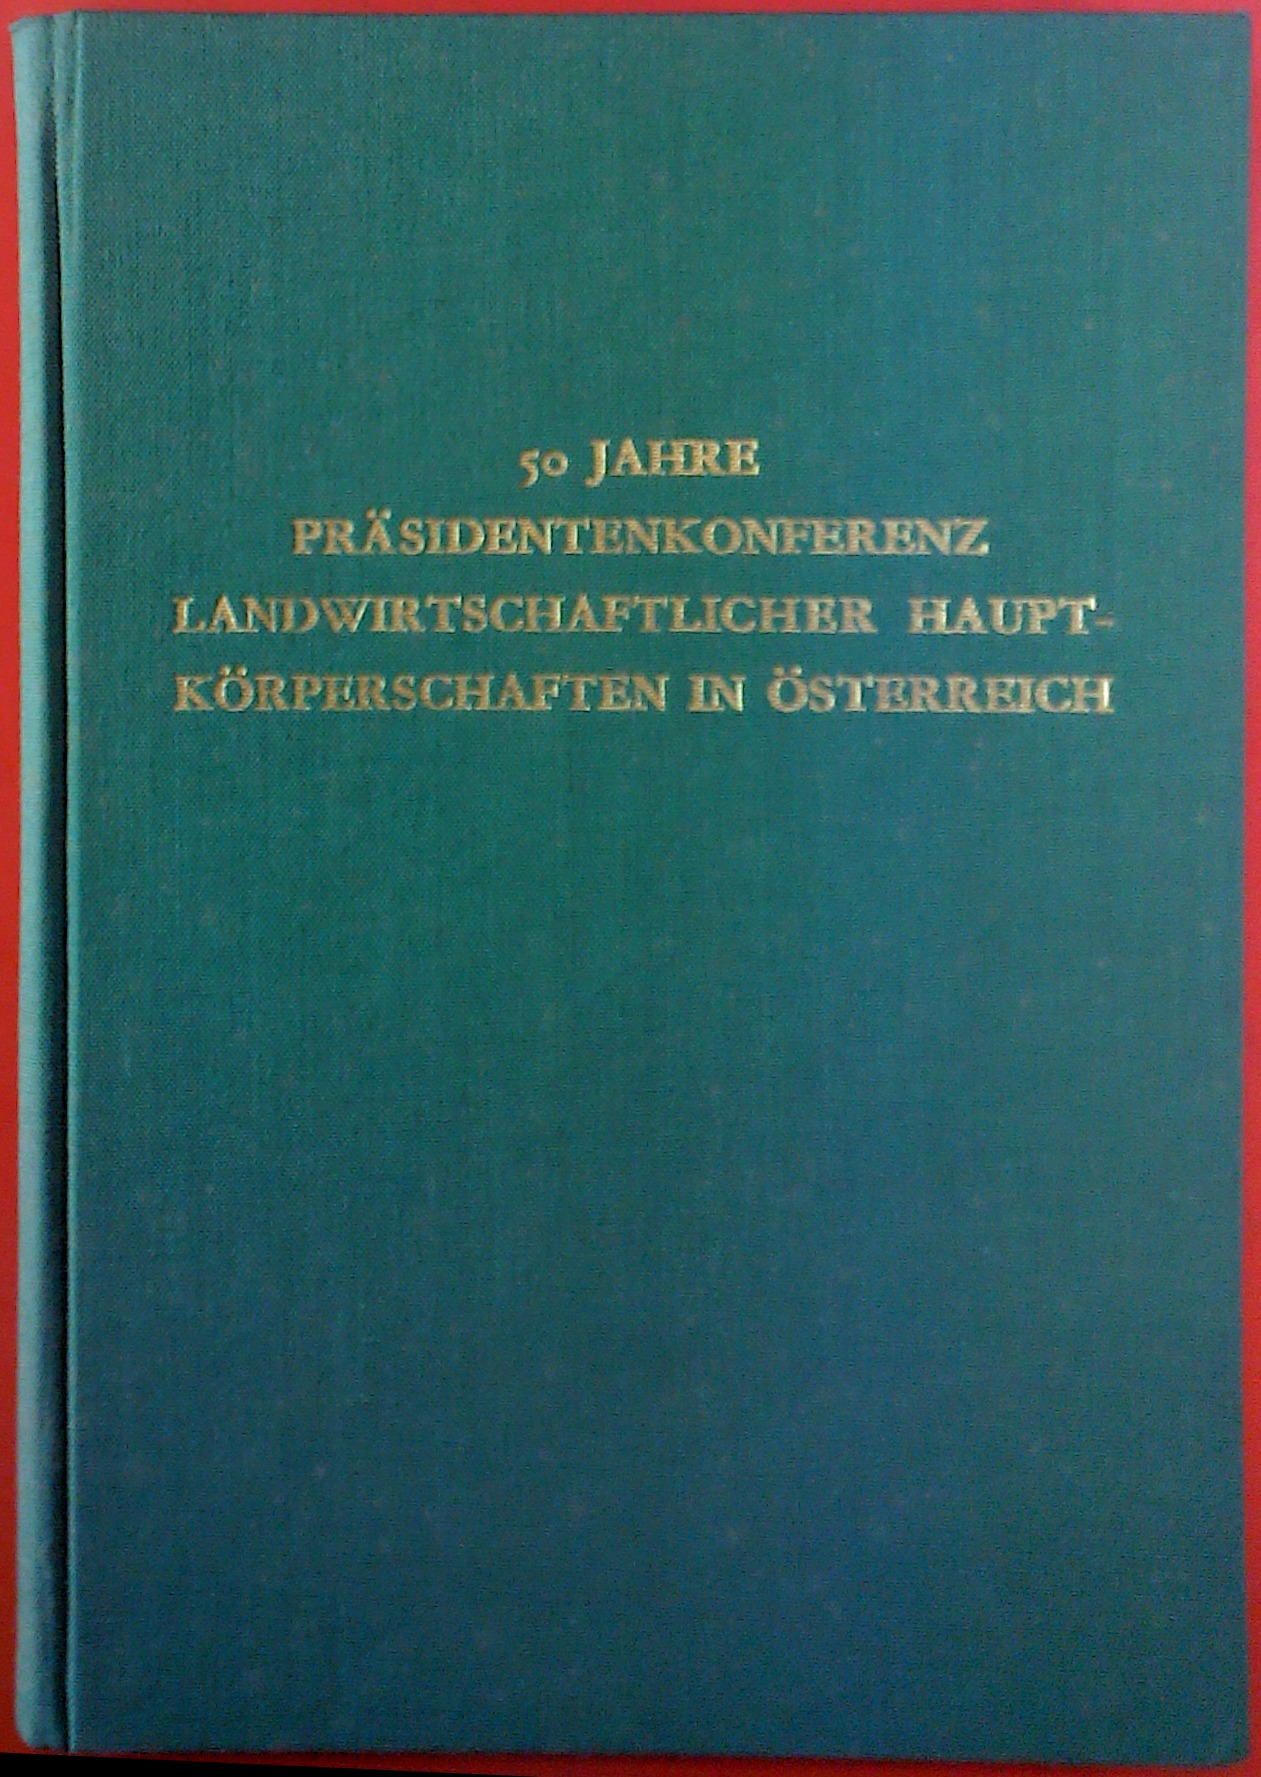 50 JAHRE
PRÄSIDENTENKONFERENZ
LANDWIRTSCHAFTLICHER HAUPT-
KÖRPERSCHAFTEN IN ÖSTERREICH